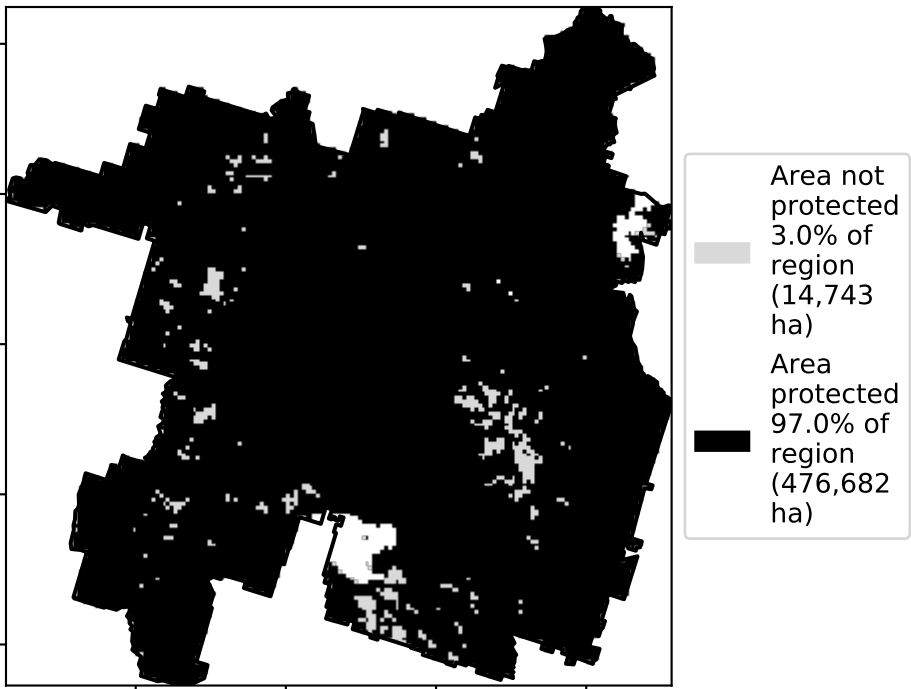 Area not
protected
3.0% of
region
(14,743
ha)
Area
protected
97.0% of
region
(476,682
ha)